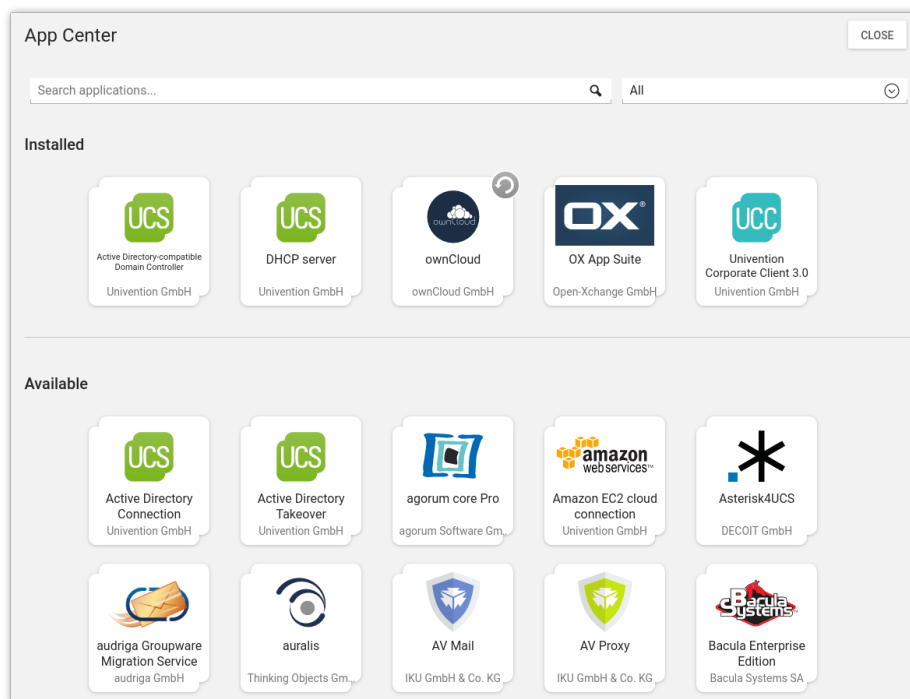 App Center
CLOSE
Search applications...
All
Installed
UCS
Active Directory-compatible
Domain Controller
Univention GmbH
UCS
DHCP server
Univention GmbH
ownCloud
ownCloud
ownCloud GmbH
OX®
OX App Suite
Open-Xchange GmbH
UCC
Univention
Corporate Client 3.0
Univention GmbH
Available
UCS
Active Directory
Connection
Univention GmbH
UCS
Active Directory
Takeover
Univention GmbH
agorum core Pro
agorum Software Gm...
amazon
webservices™
Amazon EC2 cloud
connection
Univention GmbH
Asterisk4UCS
DECOIT GmbH
audriga Groupware
Migration Service
audriga GmbH
auralis
Thinking Objects Gm...
AV Mail
IKU GmbH & Co. KG
AV Proxy
IKU GmbH & Co. KG
Bacula
Systems™
Bacula Enterprise
Edition
Bacula Systems SA